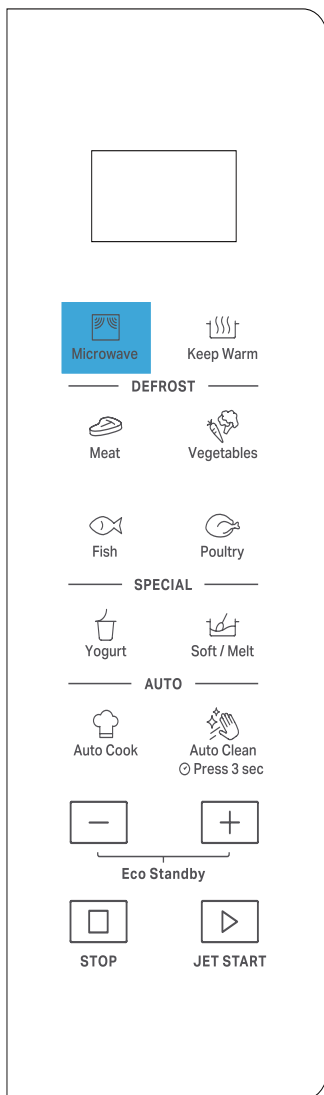 Microwave Keep Warm
DEFROST
Meat Vegetables
Fish Poultry
SPECIAL
Yogurt Soft / Melt
AUTO
Auto Cook Auto Clean
Press 3 sec
Eco Standby
STOP JET START